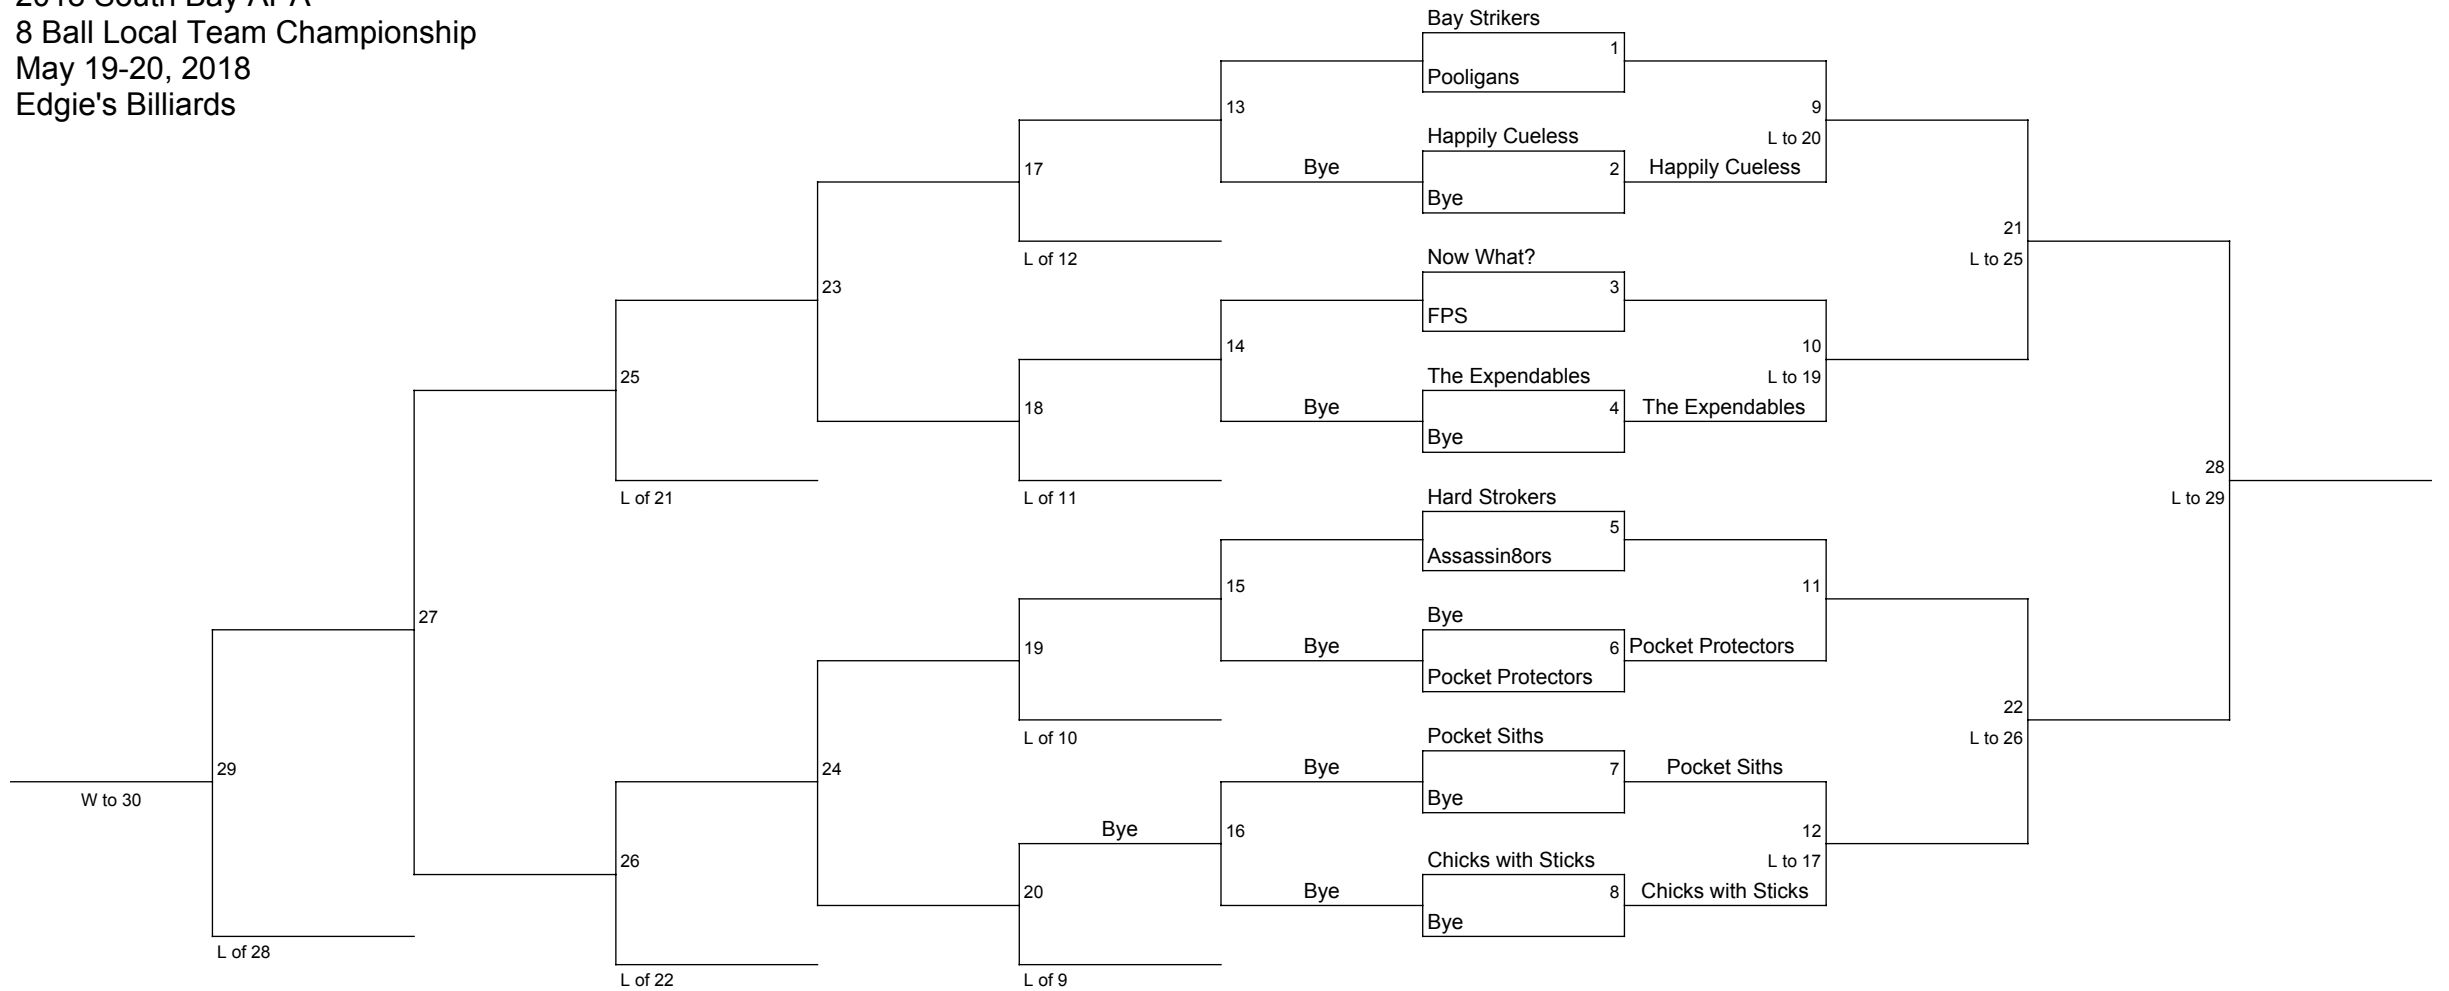 2018 South Bay APA
8 Ball Local Team Championship
May 19-20, 2018
Edgie's Billiards
Bay Strikers
1
Pooligans
13
9
Happily Cueless
L to 20
17
Bye
2
Happily Cueless
Bye
21
L of 12
Now What?
L to 25
23
3
FPS
14
10
25
The Expendables
L to 19
18
Bye
4
The Expendables
Bye
28
L of 21
L of 11
Hard Strokers
L to 29
5
Assassin8ors
15
11
27
Bye
19
Bye
6
Pocket Protectors
Pocket Protectors
22
L of 10
Pocket Siths
L to 26
29
24
Bye
7
Pocket Siths
W to 30
Bye
Bye
16
12
26
Chicks with Sticks
L to 17
20
Bye
8
Chicks with Sticks
Bye
L of 28
L of 22
L of 9